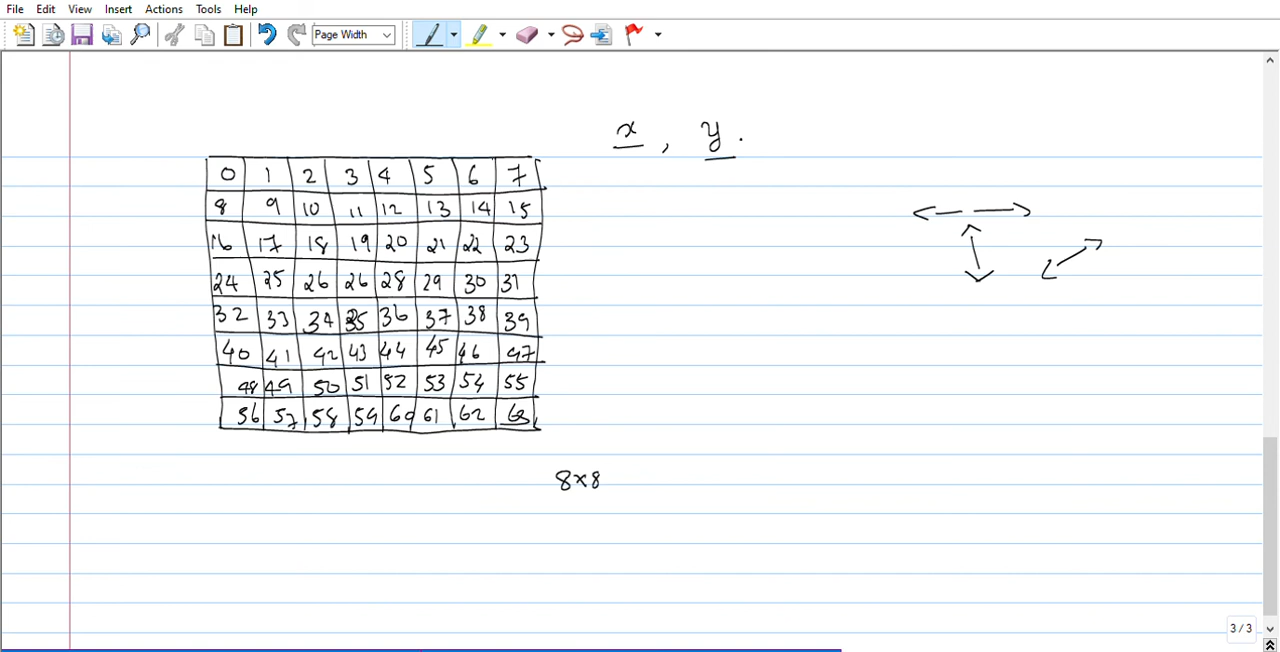 File Edit View Insert Actions Tools Help
Page Width
x , y .
0 1 2 3 4 5 6 7
8 9 10 11 12 13 14 15
16 17 18 19 20 21 22 23
24 25 26 26 28 29 30 31
32 33 34 35 36 37 38 39
40 41 42 43 44 45 46 47
48 49 50 51 52 53 54 55
56 57 58 59 60 61 62 63
8×8
3 / 3